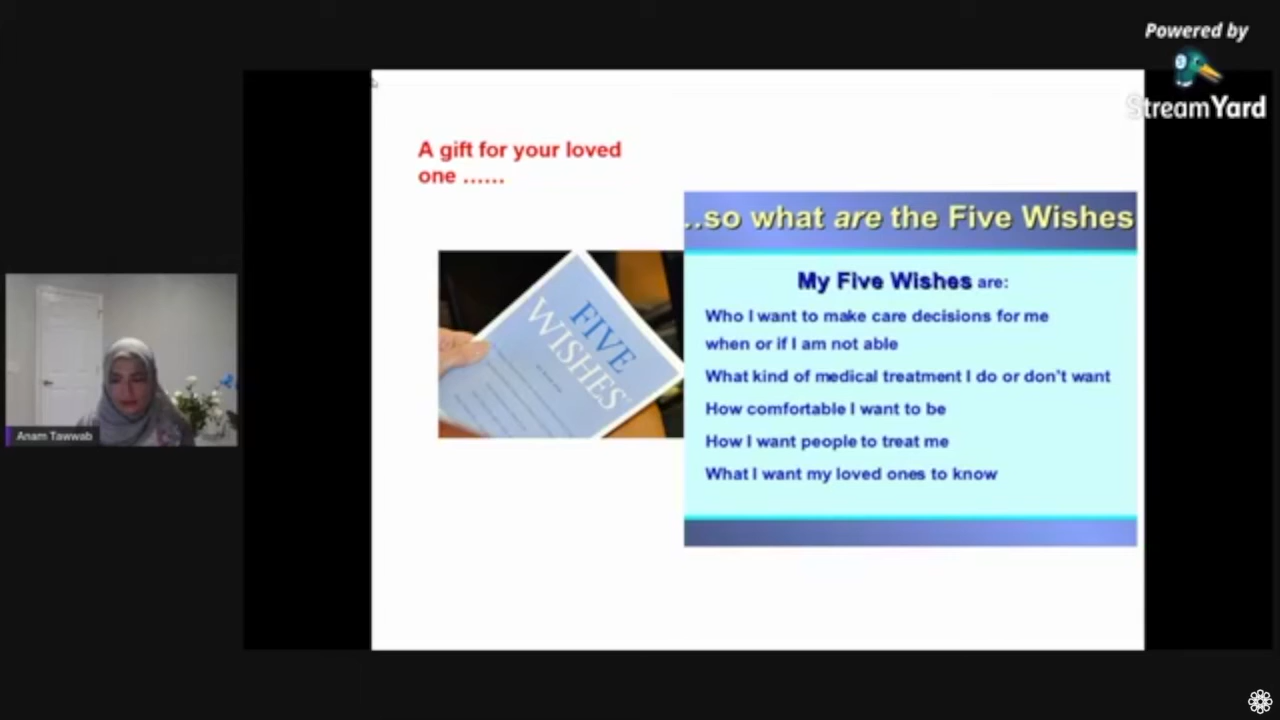 Powered by
StreamYard
A gift for your loved
one ......
..so what are the Five Wishes
My Five Wishes are:
Who I want to make care decisions for me
when or if I am not able
What kind of medical treatment I do or don't want
How comfortable I want to be
How I want people to treat me
What I want my loved ones to know
FIVE
WISHES
Anam Tawwab